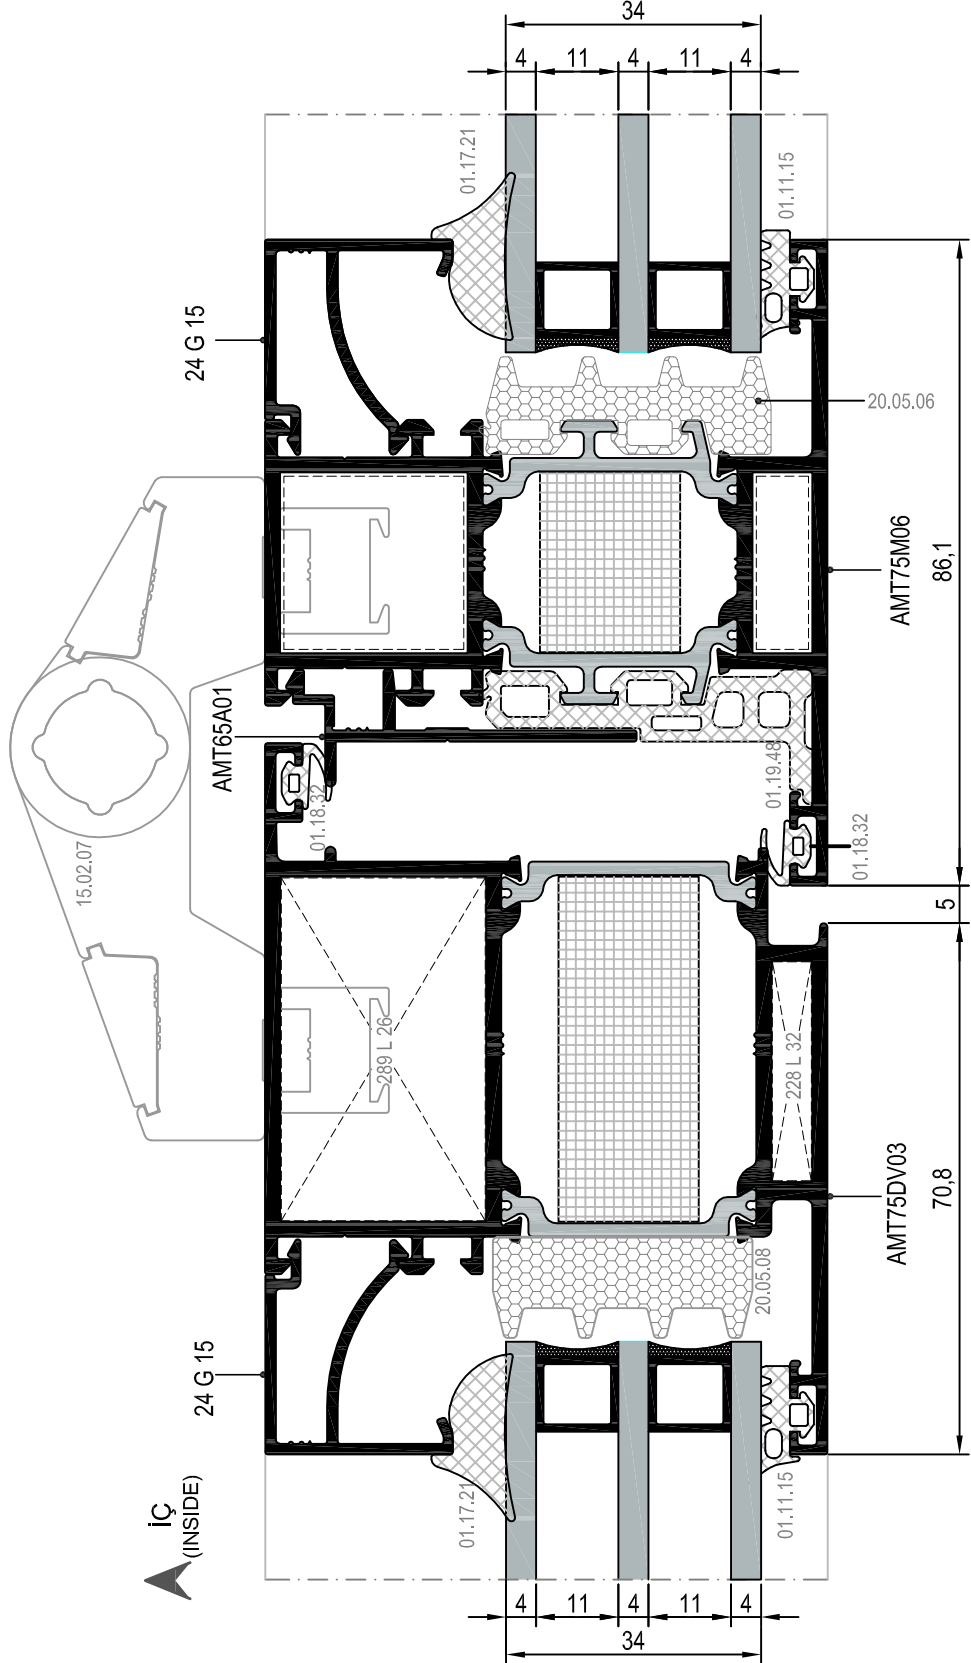 34
4
11
4
11
4
01.17.21
01.11.15
24 G 15
20.05.06
AMT75M06
86,1
AMT65A01
15.02.07
01.18.32
01.19.48
01.18.32
5
289 L 26
228 L 32
AMT75DV03
70,8
20.05.08
24 G 15
İÇ
(INSIDE)
01.17.21
01.11.15
4
11
4
11
4
34